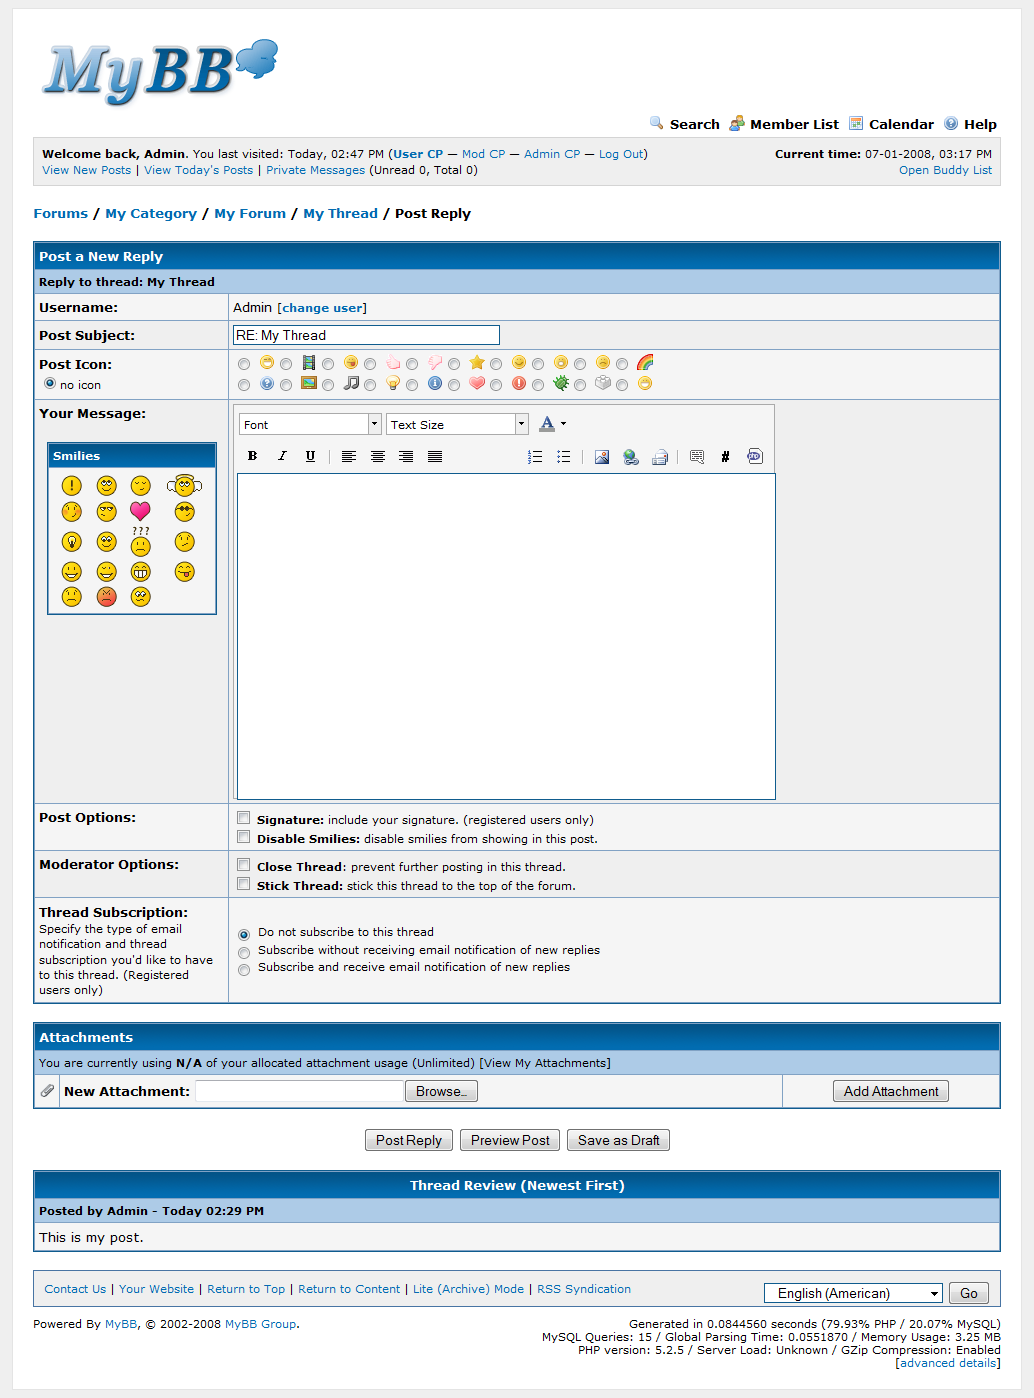 MyBB
Search Member List Calendar Help
Welcome back, Admin. You last visited: Today, 02:47 PM (User CP — Mod CP — Admin CP — Log Out)
Current time: 07-01-2008, 03:17 PM
View New Posts | View Today's Posts | Private Messages (Unread 0, Total 0)
Open Buddy List
Forums / My Category / My Forum / My Thread / Post Reply
Post a New Reply
Reply to thread: My Thread
Username:
Admin [change user]
Post Subject:
RE: My Thread
Post Icon:
no icon
Your Message:
Font
Text Size
A
B I U
#
php
Smilies
???
Post Options:
Signature: include your signature. (registered users only)
Disable Smilies: disable smilies from showing in this post.
Moderator Options:
Close Thread: prevent further posting in this thread.
Stick Thread: stick this thread to the top of the forum.
Thread Subscription:
Specify the type of email
notification and thread
subscription you'd like to have
to this thread. (Registered
users only)
Do not subscribe to this thread
Subscribe without receiving email notification of new replies
Subscribe and receive email notification of new replies
Attachments
You are currently using N/A of your allocated attachment usage (Unlimited) [View My Attachments]
New Attachment:
Browse...
Add Attachment
Post Reply
Preview Post
Save as Draft
Thread Review (Newest First)
Posted by Admin - Today 02:29 PM
This is my post.
Contact Us | Your Website | Return to Top | Return to Content | Lite (Archive) Mode | RSS Syndication
English (American)
Go
Powered By MyBB, © 2002-2008 MyBB Group.
Generated in 0.0844560 seconds (79.93% PHP / 20.07% MySQL)
MySQL Queries: 15 / Global Parsing Time: 0.0551870 / Memory Usage: 3.25 MB
PHP version: 5.2.5 / Server Load: Unknown / GZip Compression: Enabled
[advanced details]